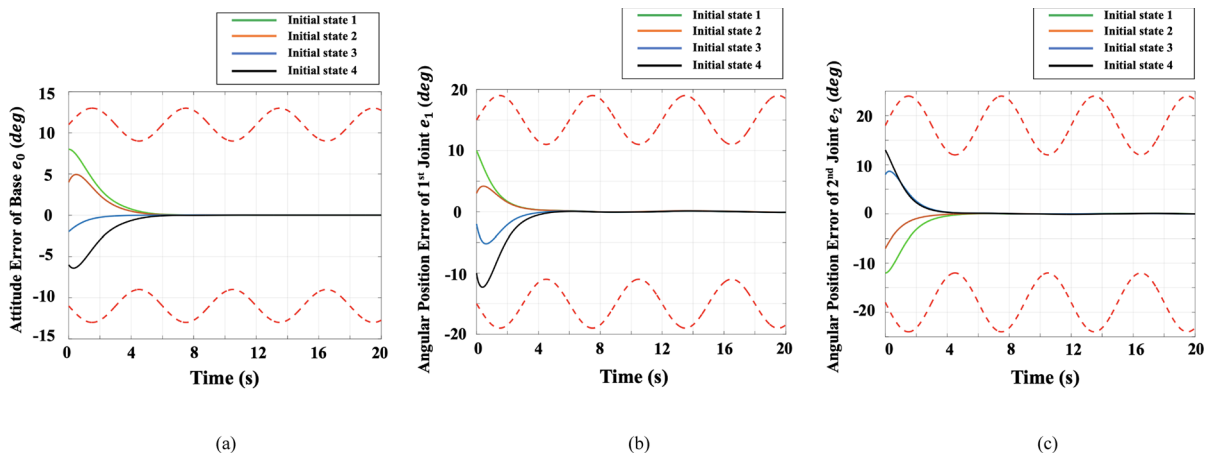 Initial state 1
Initial state 2
Initial state 3
Initial state 4
Attitude Error of Base e₀ (deg)
15
10
5
0
-5
-10
-15
0 4 8 12 16 20
Time (s)
(a)
Initial state 1
Initial state 2
Initial state 3
Initial state 4
Angular Position Error of 1ˢᵗ Joint e₁ (deg)
20
10
0
-10
-20
0 4 8 12 16 20
Time (s)
(b)
Initial state 1
Initial state 2
Initial state 3
Initial state 4
Angular Position Error of 2ⁿᵈ Joint e₂ (deg)
20
10
0
-10
-20
0 4 8 12 16 20
Time (s)
(c)